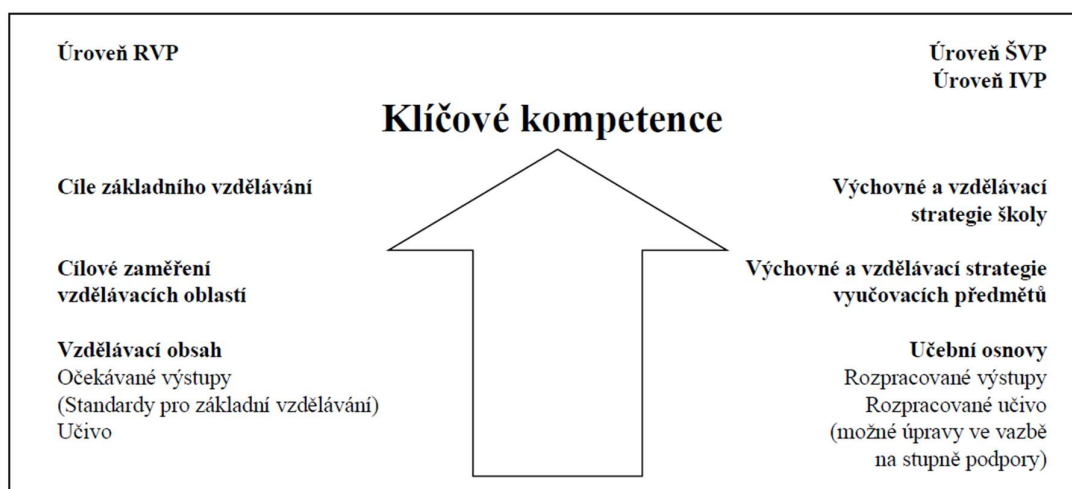 Úroveň RVP
Úroveň ŠVP
Úroveň IVP
Klíčové kompetence
Cíle základního vzdělávání
Výchovné a vzdělávací
strategie školy
Cílové zaměření
vzdělávacích oblastí
Výchovné a vzdělávací strategie
vyučovacích předmětů
Vzdělávací obsah
Očekávané výstupy
(Standardy pro základní vzdělávání)
Učivo
Učební osnovy
Rozpracované výstupy
Rozpracované učivo
(možné úpravy ve vazbě
na stupně podpory)